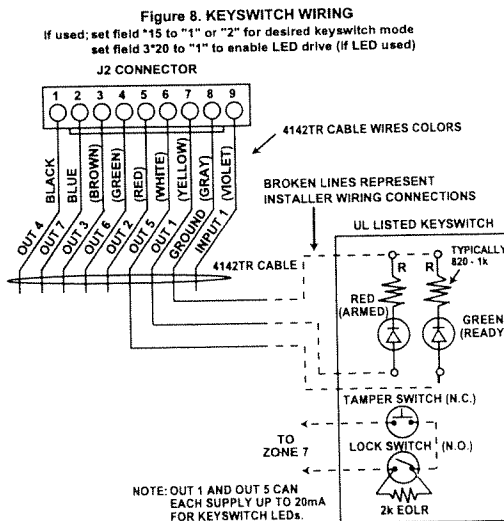 Figure 8. KEYSWITCH WIRING
If used; set field *15 to "1" or "2" for desired keyswitch mode
set field 3*20 to "1" to enable LED drive (if LED used)
J2 CONNECTOR
1 2 3 4 5 6 7 8 9
BLACK
BLUE
(BROWN)
(GREEN)
(RED)
(WHITE)
(YELLOW)
(GRAY)
(VIOLET)
4142TR CABLE WIRES COLORS
OUT 4
OUT 7
OUT 3
OUT 6
OUT 2
OUT 5
OUT 1
GROUND
INPUT 1
BROKEN LINES REPRESENT
INSTALLER WIRING CONNECTIONS
4142TR CABLE
UL LISTED KEYSWITCH
TYPICALLY
820 - 1k
R
R
RED
(ARMED)
GREEN
(READY)
TAMPER SWITCH (N.C.)
TO
ZONE 7
LOCK SWITCH (N.O.)
2k EOLR
NOTE: OUT 1 AND OUT 5 CAN
EACH SUPPLY UP TO 20mA
FOR KEYSWITCH LEDs.